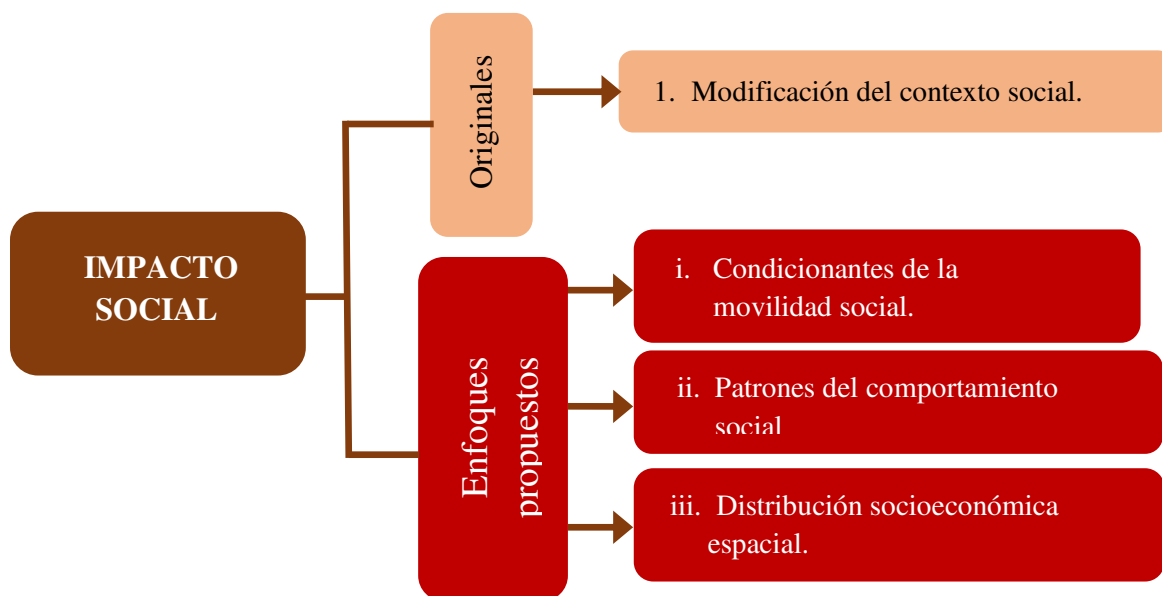 IMPACTO
SOCIAL
Originales
1. Modificación del contexto social.
Enfoques
propuestos
i. Condicionantes de la
movilidad social.
ii. Patrones del comportamiento
social
iii. Distribución socioeconómica
espacial.